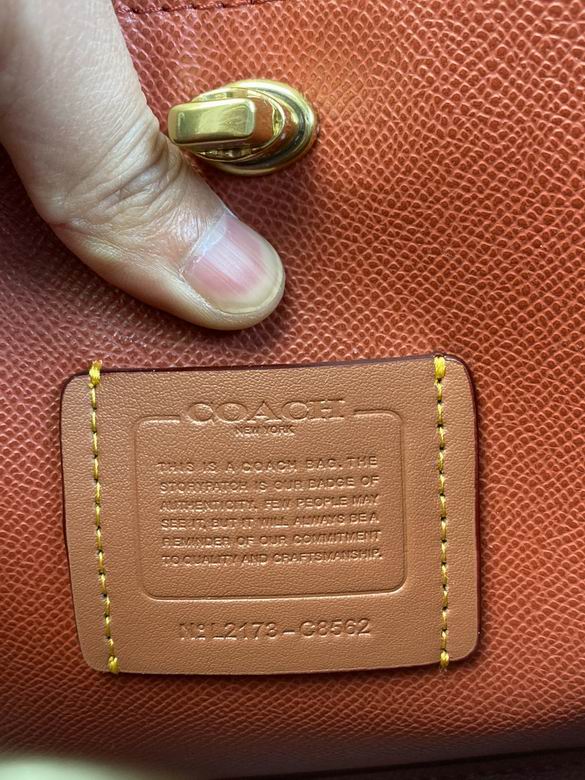 COACH
NEW YORK
THIS IS A COACH BAG. THE
STORYPATCH IS OUR BADGE OF
AUTHENTICITY. FEW PEOPLE MAY
SEE IT, BUT IT WILL ALWAYS BE A
REMINDER OF OUR COMMITMENT
TO QUALITY AND CRAFTSMANSHIP.
Nº L2173-C8562